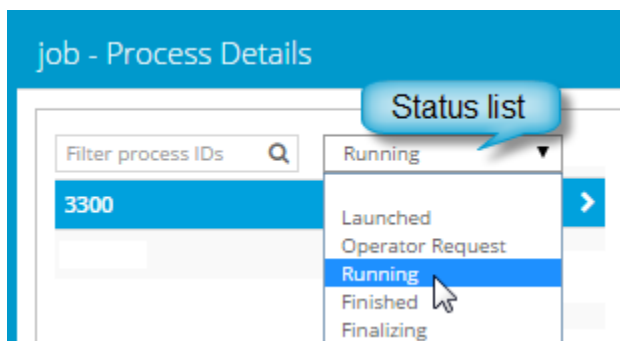 job - Process Details
Status list
Filter process IDs
Running
3300
Launched
Operator Request
Running
Finished
Finalizing